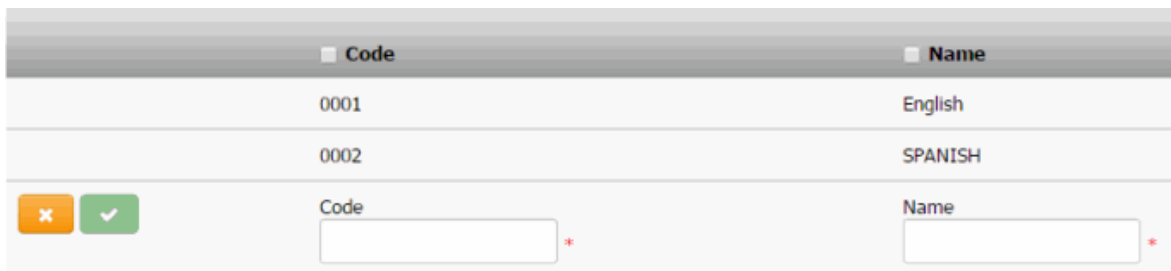 Code Name
0001 English
0002 SPANISH
Code Name
* *